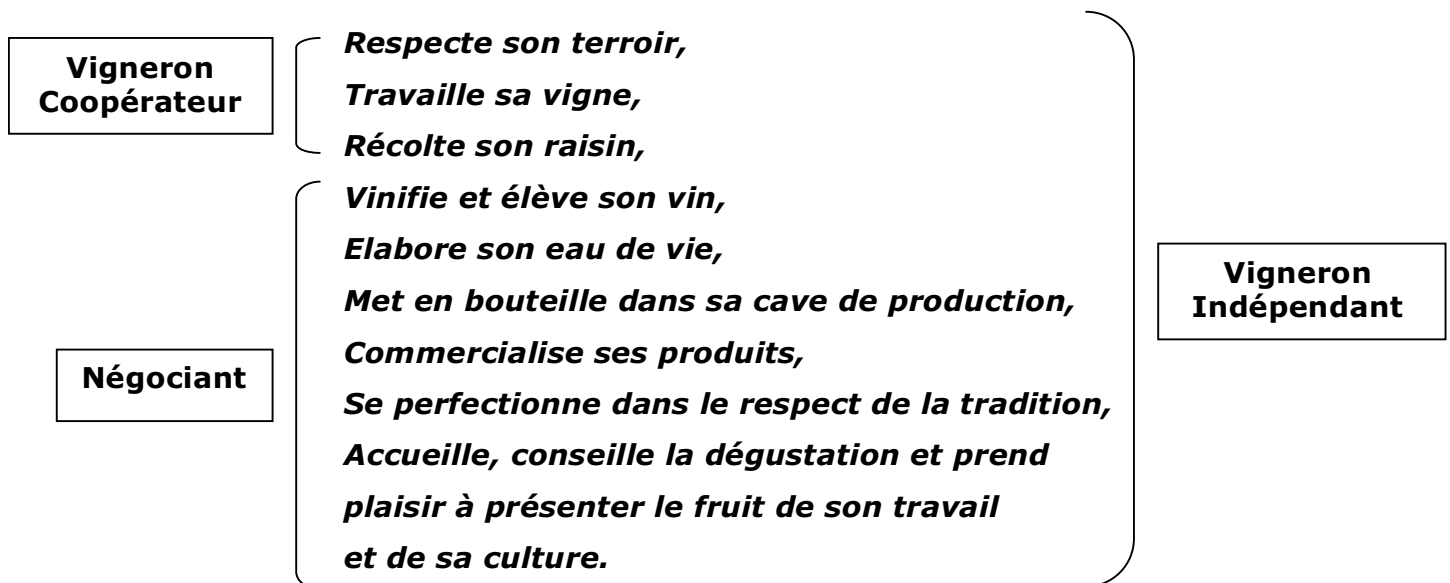 Vigneron
Coopérateur
Respecte son terroir,
Travaille sa vigne,
Récolte son raisin,
Vinifie et élève son vin,
Elabore son eau de vie,
Met en bouteille dans sa cave de production,
Commercialise ses produits,
Se perfectionne dans le respect de la tradition,
Accueille, conseille la dégustation et prend
plaisir à présenter le fruit de son travail
et de sa culture.
Négociant
Vigneron
Indépendant